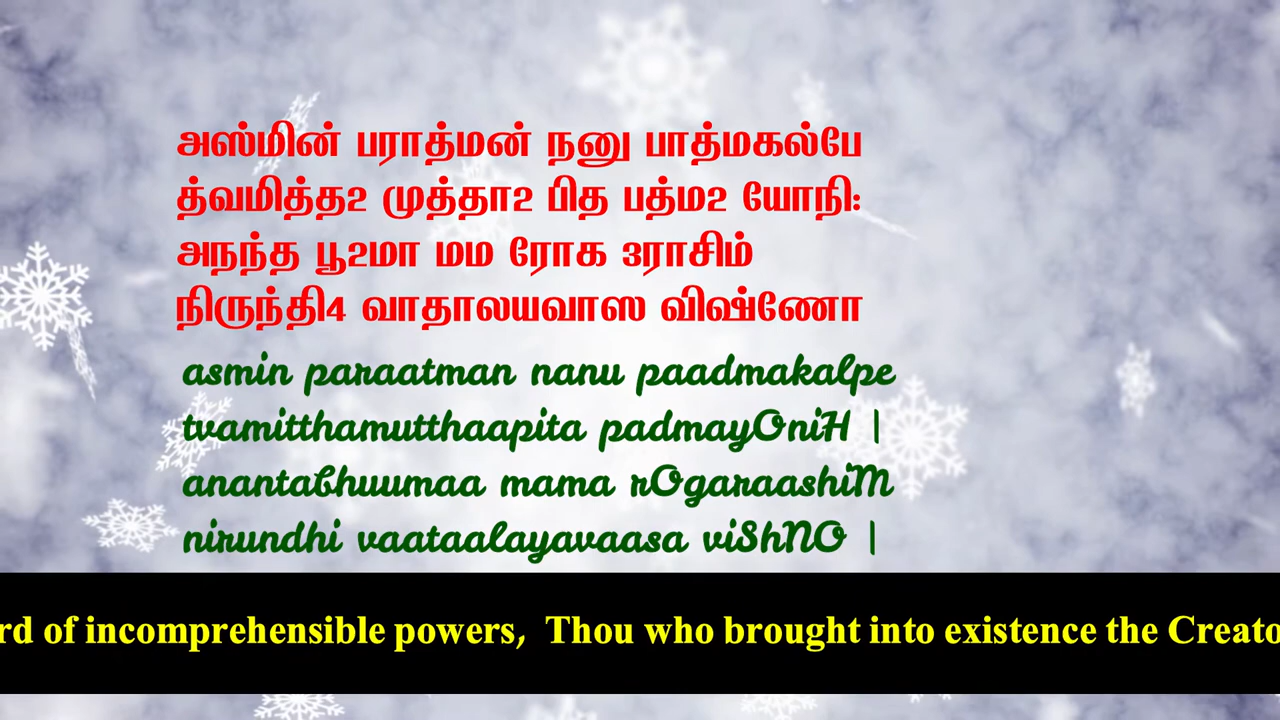 அஸ்மின் பராத்மன் நனு பாத்மகல்பே
த்வமித்த2 முத்தா2 பித பத்ம2 யோநி:
அநந்த பூ2மா மம ரோக 3ராசிம்
நிருந்தி4 வாதாலயவாஸ விஷ்ணோ
asmin paraatman nanu paadmakalpe
tvamitthamutthaapita padmayOniH |
anantabhuumaa mama rOgaraashiM
nirundhi vaataalayavaasa viShNO |
rd of incomprehensible powers, Thou who brought into existence the Creato